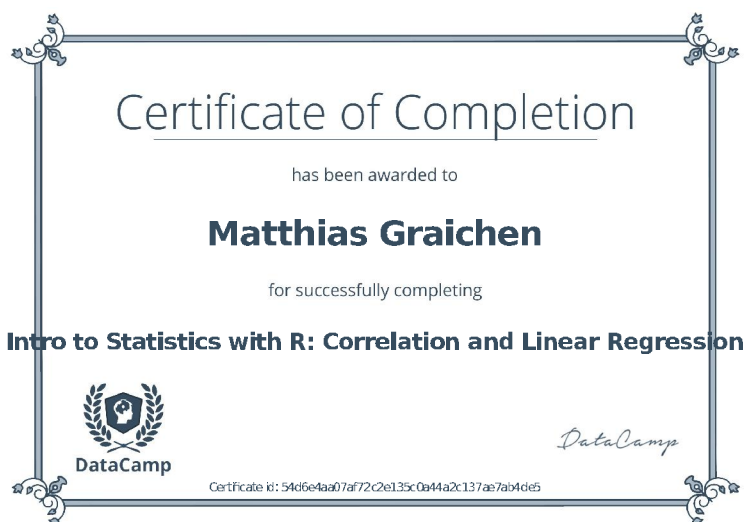 Certificate of Completion
has been awarded to
Matthias Graichen
for successfully completing
Intro to Statistics with R: Correlation and Linear Regression
DataCamp
DataCamp
Certificate id: 54d6e4aa07af72c2e135c0a44a2c137ae7ab4de5